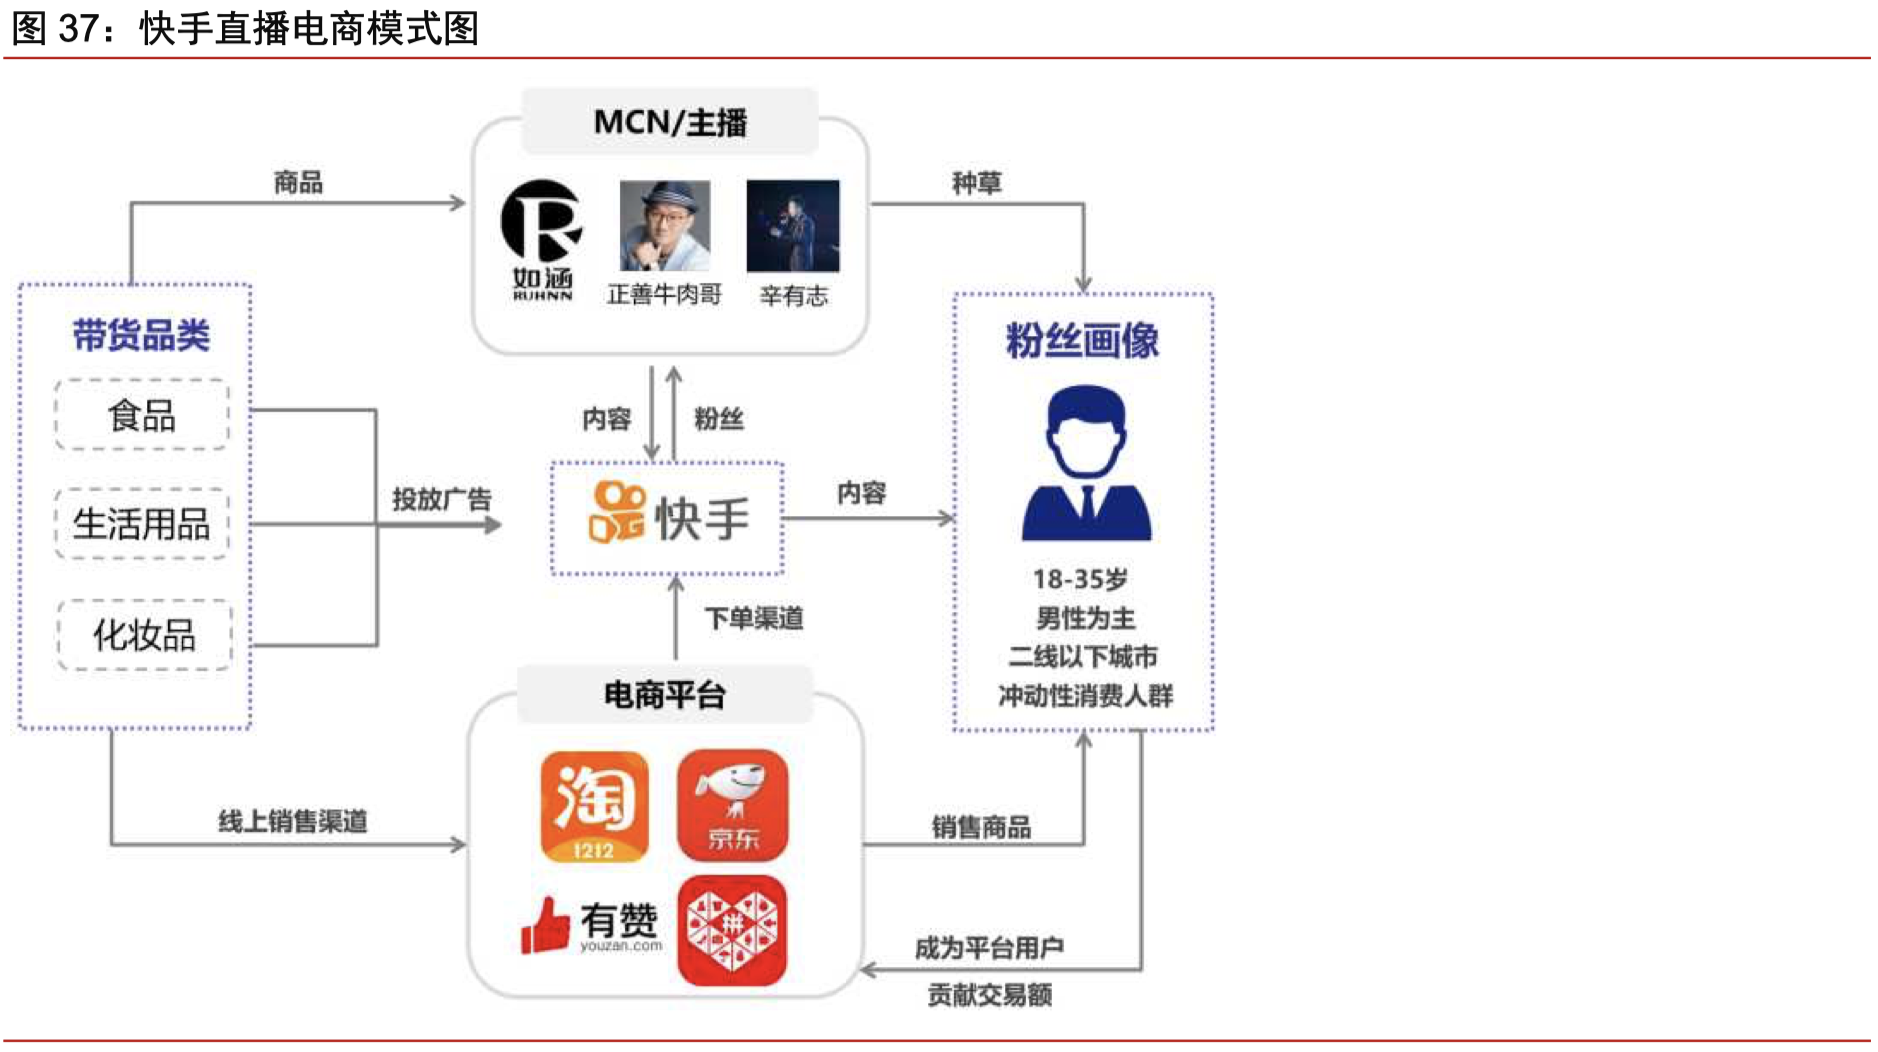 图 37：快手直播电商模式图
MCN/主播
商品
种草
R
如涵
RUHNN
正善牛肉哥
辛有志
带货品类
食品
生活用品
化妆品
粉丝画像
内容
粉丝
投放广告
快手
内容
18-35岁
男性为主
二线以下城市
冲动性消费人群
下单渠道
电商平台
淘
1212
京东
有赞
youzan.com
拼
线上销售渠道
销售商品
成为平台用户
贡献交易额